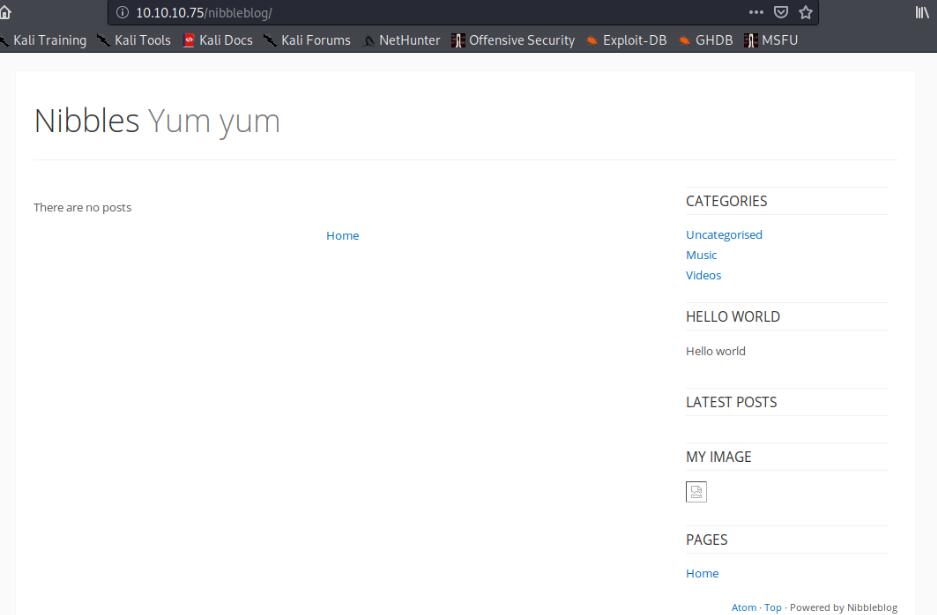 10.10.10.75/nibbleblog/
Kali Training Kali Tools Kali Docs Kali Forums NetHunter Offensive Security Exploit-DB GHDB MSFU
Nibbles Yum yum
There are no posts
Home
CATEGORIES
Uncategorised
Music
Videos
HELLO WORLD
Hello world
LATEST POSTS
MY IMAGE
PAGES
Home
Atom · Top · Powered by Nibbleblog